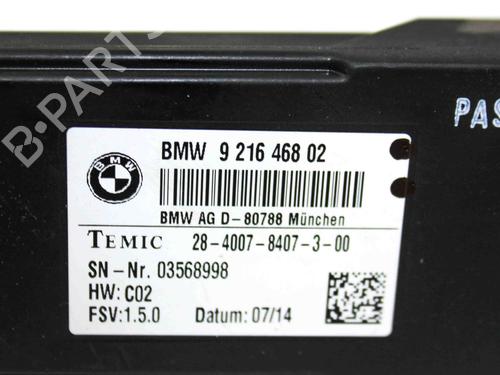 B-PARTS
PAS
BMW
BMW 9 216 468 02
BMW AG D-80788 München
TEMIC 28-4007-8407-3-00
SN-Nr. 03568998
HW: C02
FSV:1.5.0 Datum: 07/14